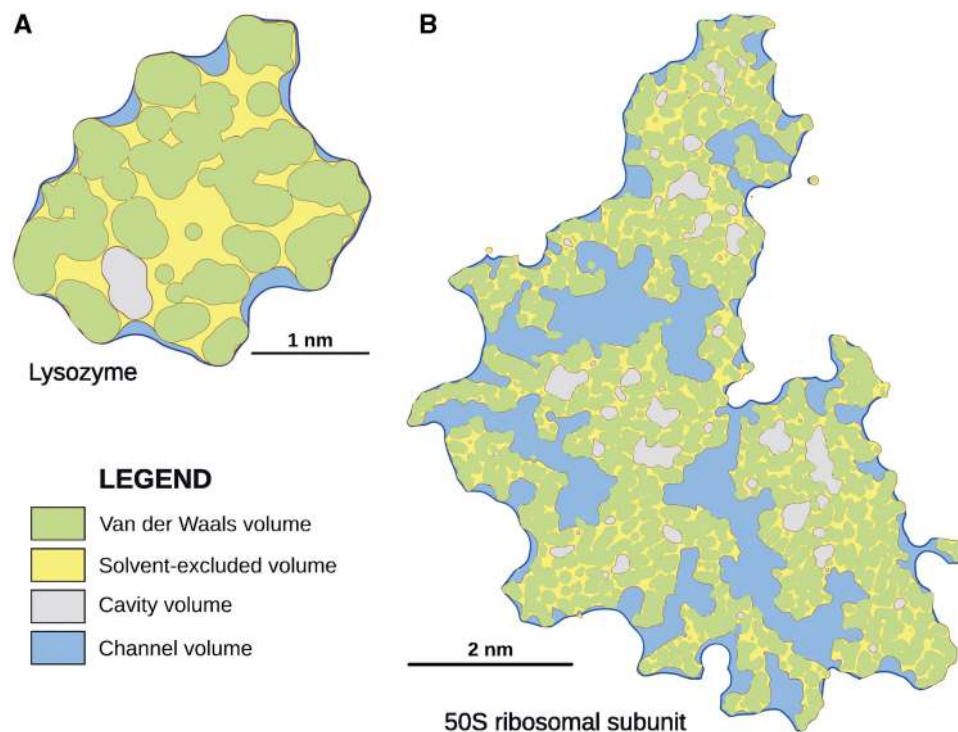 A
B
1 nm
Lysozyme
LEGEND
Van der Waals volume
Solvent-excluded volume
Cavity volume
Channel volume
2 nm
50S ribosomal subunit